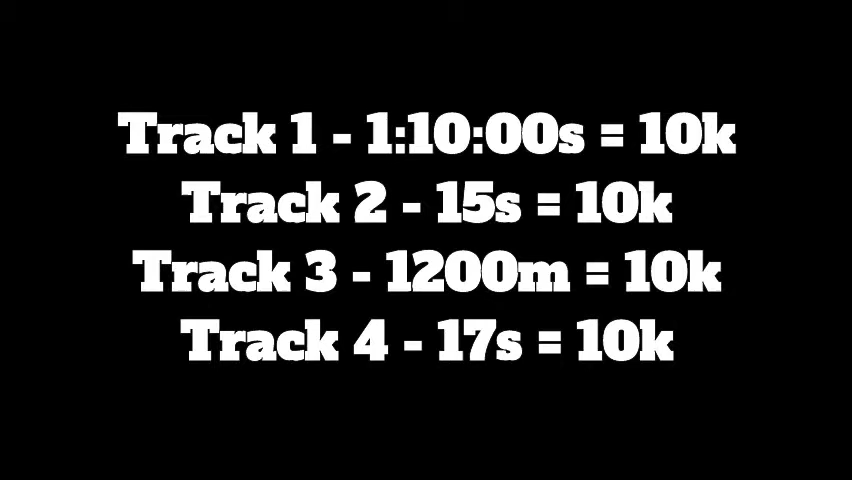 Track 1 - 1:10:00s = 10k
Track 2 - 15s = 10k
Track 3 - 1200m = 10k
Track 4 - 17s = 10k